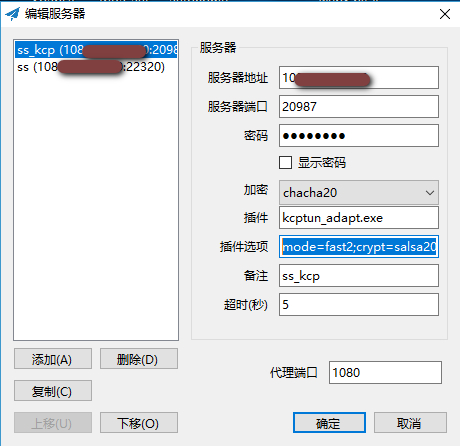 编辑服务器
ss_kcp (108 0:2098
ss (108 :22320)
服务器
服务器地址 10
服务器端口 20987
密码 ●●●●●●●●
显示密码
加密 chacha20
插件 kcptun_adapt.exe
插件选项 mode=fast2;crypt=salsa20
备注 ss_kcp
超时(秒) 5
添加(A) 删除(D)
代理端口 1080
复制(C)
上移(U) 下移(O) 确定 取消